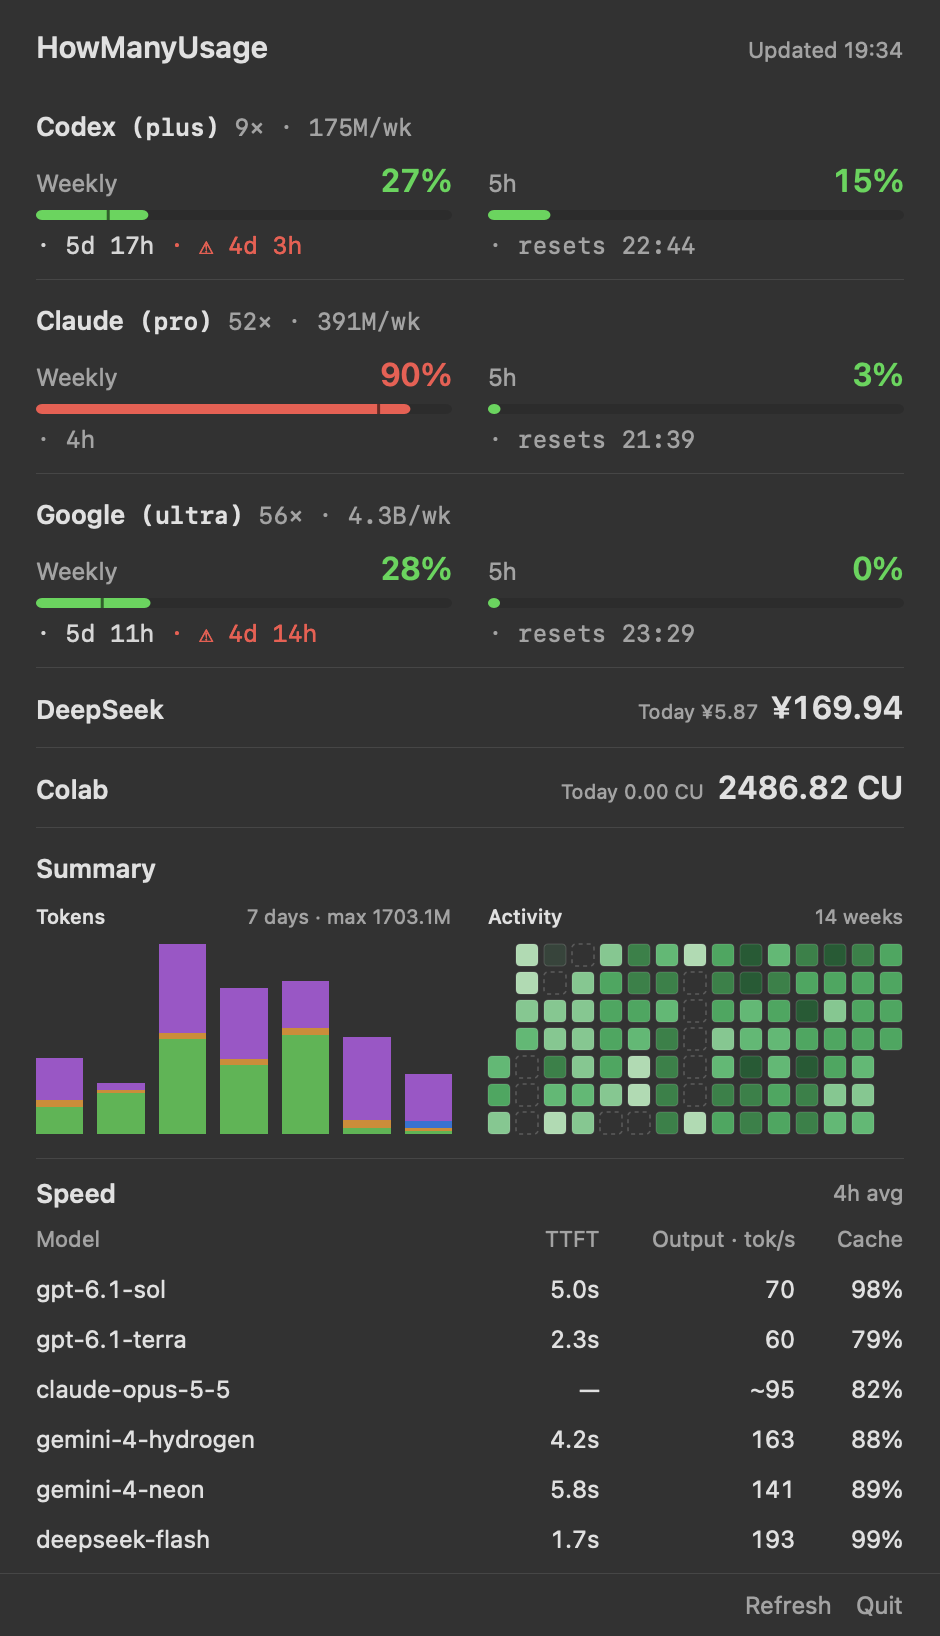 HowManyUsage Updated 19:34
Codex (plus) 9× · 175M/wk
Weekly 27% 5h 15%
· 5d 17h · ⚠ 4d 3h · resets 22:44
Claude (pro) 52× · 391M/wk
Weekly 90% 5h 3%
· 4h · resets 21:39
Google (ultra) 56× · 4.3B/wk
Weekly 28% 5h 0%
· 5d 11h · ⚠ 4d 14h · resets 23:29
DeepSeek Today ¥5.87 ¥169.94
Colab Today 0.00 CU 2486.82 CU
Summary
Tokens 7 days · max 1703.1M Activity 14 weeks
Speed 4h avg
Model TTFT Output · tok/s Cache
gpt-6.1-sol 5.0s 70 98%
gpt-6.1-terra 2.3s 60 79%
claude-opus-5-5 — ~95 82%
gemini-4-hydrogen 4.2s 163 88%
gemini-4-neon 5.8s 141 89%
deepseek-flash 1.7s 193 99%
Refresh Quit